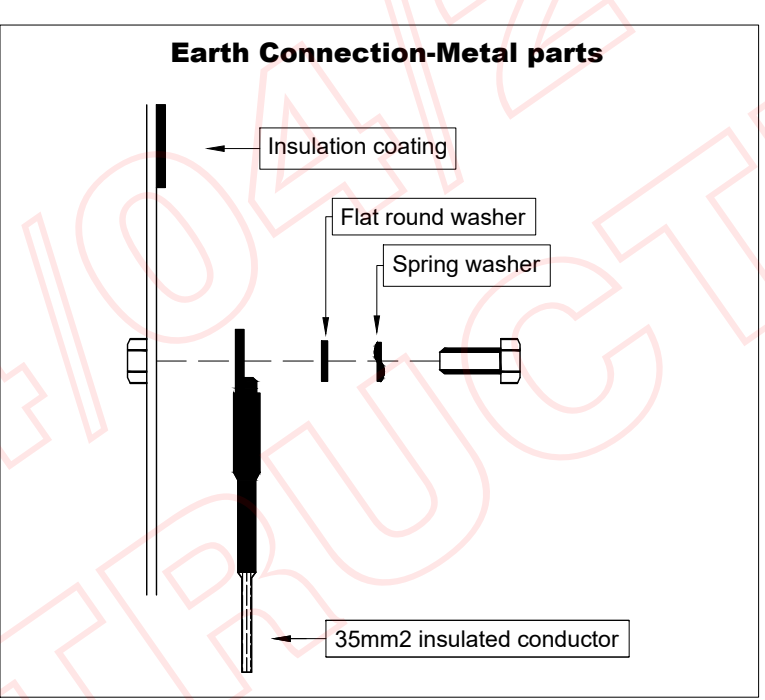 Earth Connection-Metal parts
Insulation coating
Flat round washer
Spring washer
35mm2 insulated conductor